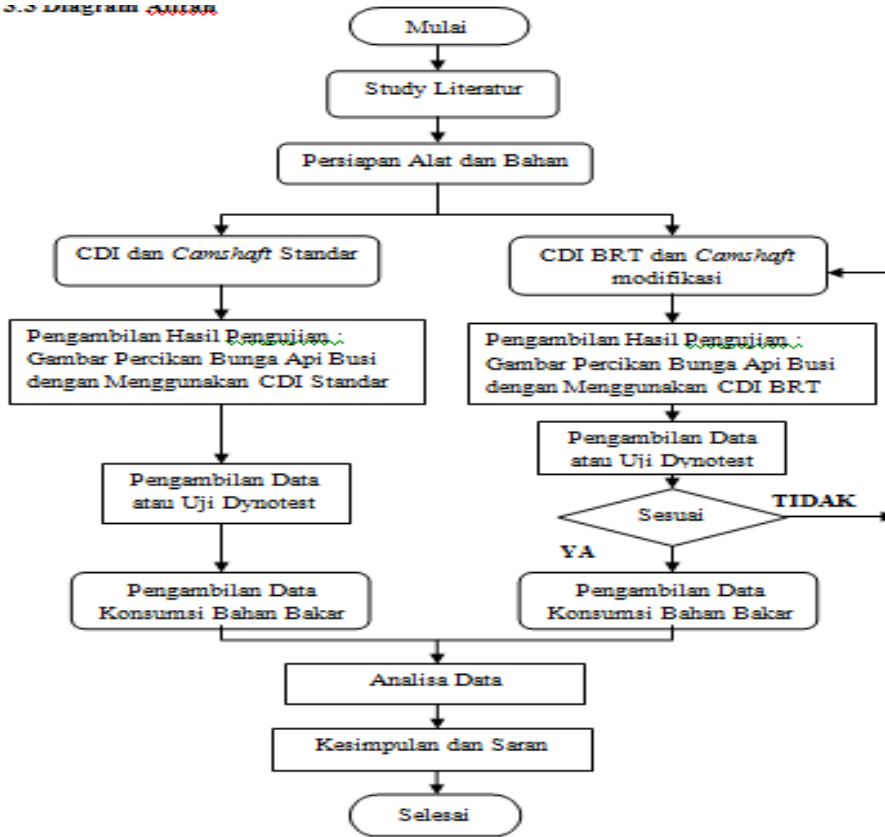 3.3 Diagram Aliran
Mulai
Study Literatur
Persiapan Alat dan Bahan
CDI dan Camshaft Standar
CDI BRT dan Camshaft
modifikasi
Pengambilan Hasil Pengujian :
Gambar Percikan Bunga Api Busi
dengan Menggunakan CDI Standar
Pengambilan Hasil Pengujian :
Gambar Percikan Bunga Api Busi
dengan Menggunakan CDI BRT
Pengambilan Data
atau Uji Dynotest
Pengambilan Data
atau Uji Dynotest
Sesuai
TIDAK
YA
Pengambilan Data
Konsumsi Bahan Bakar
Pengambilan Data
Konsumsi Bahan Bakar
Analisa Data
Kesimpulan dan Saran
Selesai